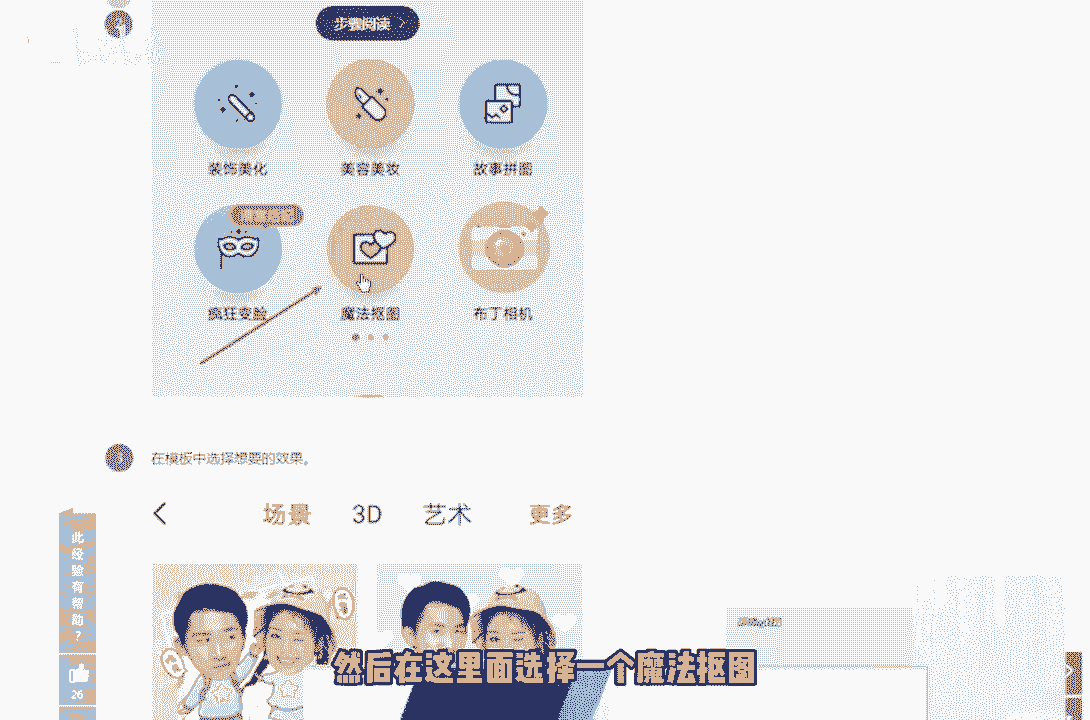 步骤阅读
装饰美化
美容美妆
故事拼图
疯狂变脸
魔法抠图
布丁相机
在模板中选择想要的效果。
场景
3D
艺术
更多
此经验有帮助?
26
然后在这里面选择一个魔法抠图